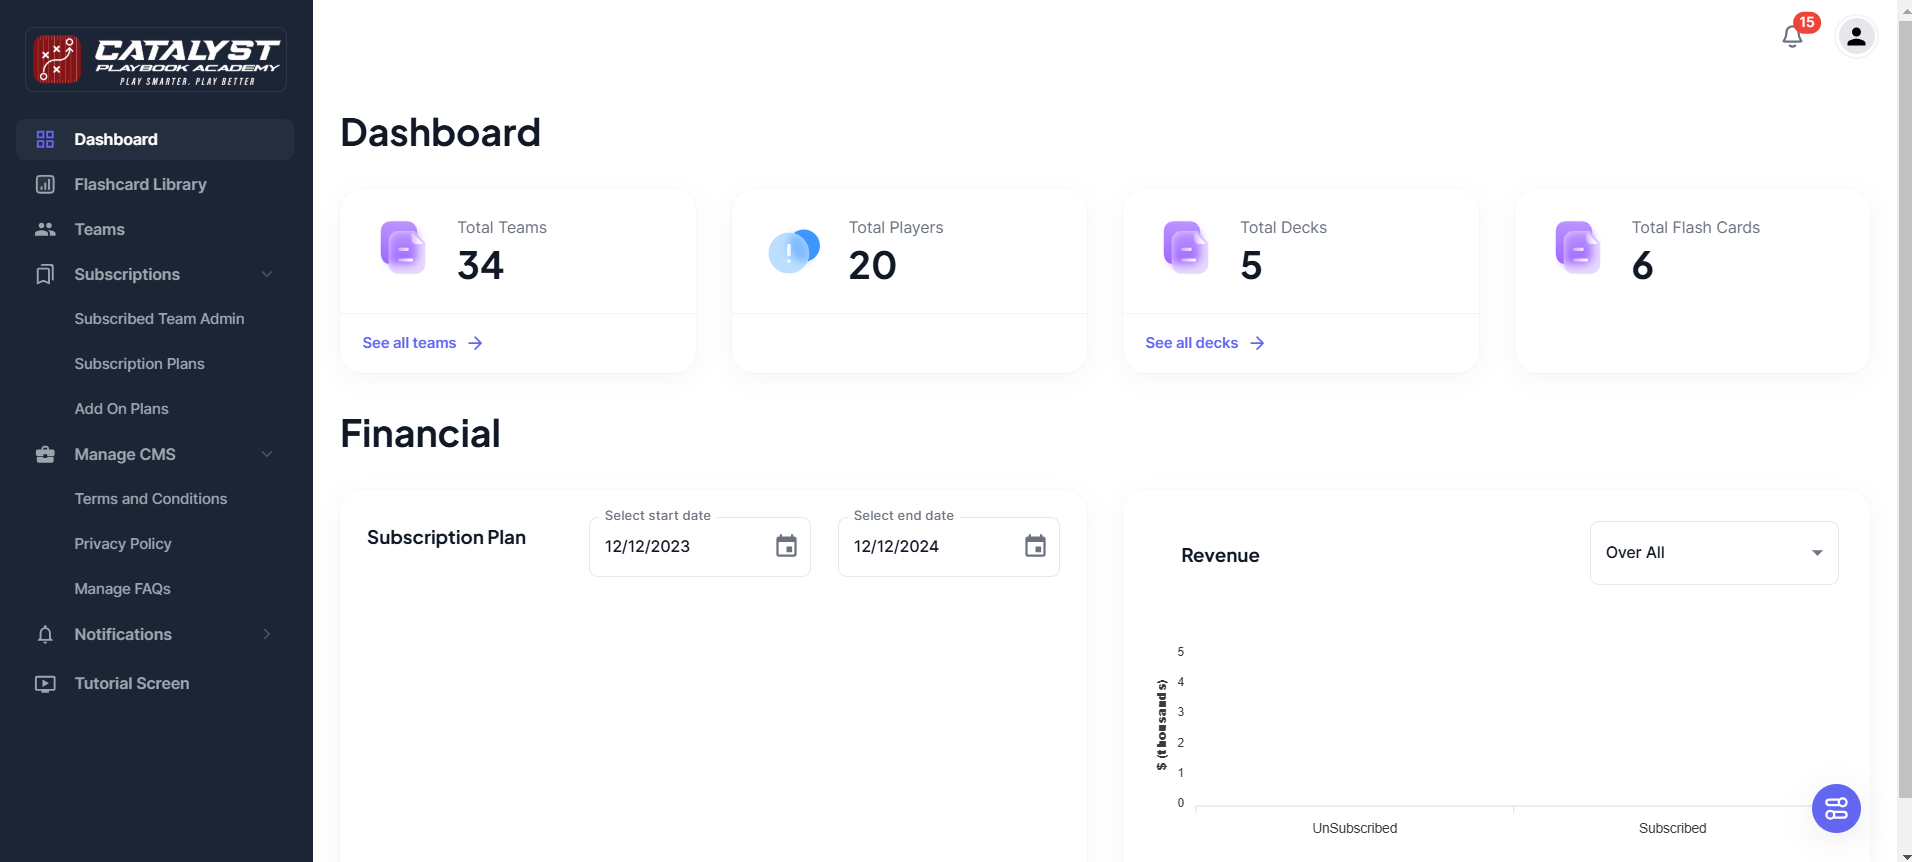 CATALYST
PLAYBOOK ACADEMY
PLAY SMARTER. PLAY BETTER
Dashboard
Flashcard Library
Teams
Subscriptions
Subscribed Team Admin
Subscription Plans
Add On Plans
Manage CMS
Terms and Conditions
Privacy Policy
Manage FAQs
Notifications
Tutorial Screen
15
Dashboard
Total Teams
34
See all teams
Total Players
20
Total Decks
5
See all decks
Total Flash Cards
6
Financial
Subscription Plan
Select start date
12/12/2023
Select end date
12/12/2024
Revenue
Over All
$ (thousands)
5
4
3
2
1
0
UnSubscribed
Subscribed